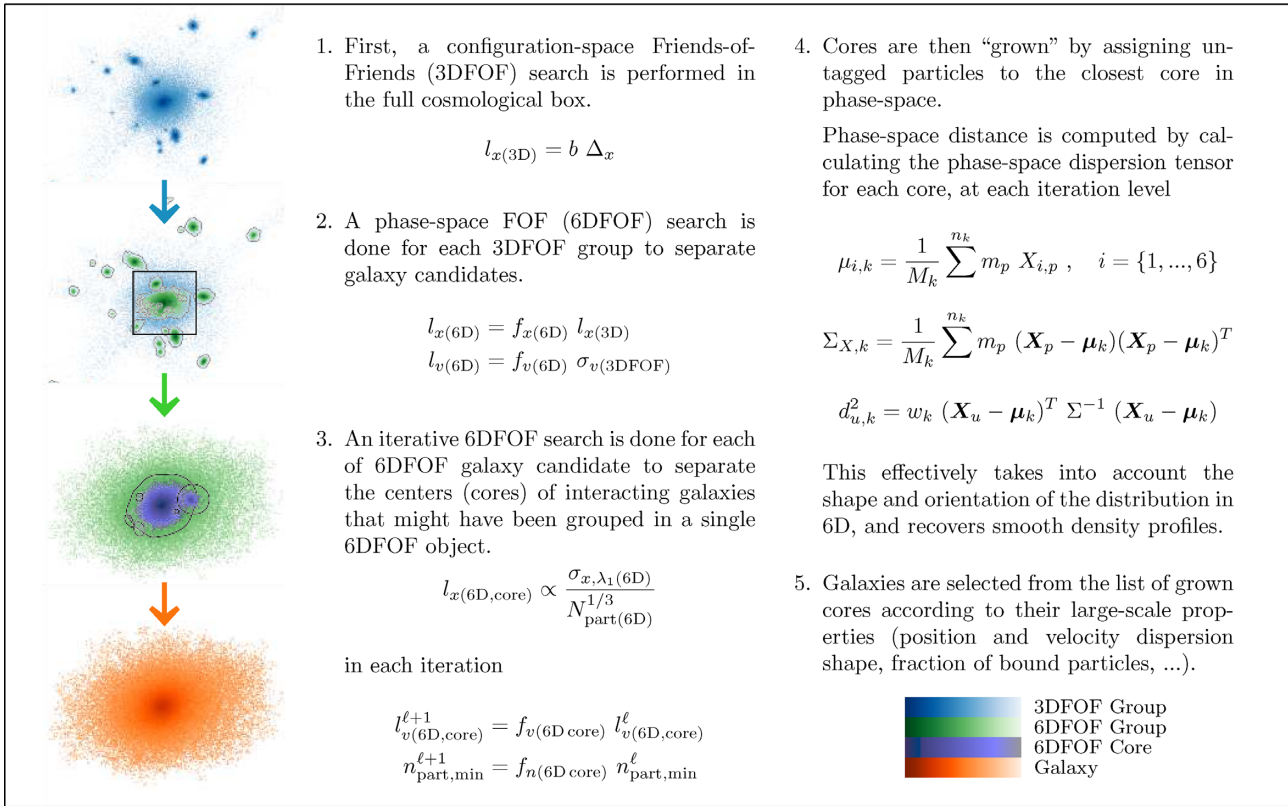 1. First, a configuration-space Friends-of-
Friends (3DFOF) search is performed in
the full cosmological box.
l_{x(3D)} = b Δ_x
2. A phase-space FOF (6DFOF) search is
done for each 3DFOF group to separate
galaxy candidates.
l_{x(6D)} = f_{x(6D)} l_{x(3D)}
l_{v(6D)} = f_{v(6D)} σ_{v(3DFOF)}
3. An iterative 6DFOF search is done for each
of 6DFOF galaxy candidate to separate
the centers (cores) of interacting galaxies
that might have been grouped in a single
6DFOF object.
l_{x(6D,core)} ∝ \frac{σ_{x,λ_1(6D)}}{N_{part(6D)}^{1/3}}
in each iteration
l_{v(6D,core)}^{ℓ+1} = f_{v(6D core)} l_{v(6D,core)}^{ℓ}
n_{part,min}^{ℓ+1} = f_{n(6D core)} n_{part,min}^{ℓ}
4. Cores are then “grown” by assigning un-
tagged particles to the closest core in
phase-space.
Phase-space distance is computed by cal-
culating the phase-space dispersion tensor
for each core, at each iteration level
μ_{i,k} = \frac{1}{M_k} \sum^{n_k} m_p X_{i,p} , i = {1, ..., 6}
Σ_{X,k} = \frac{1}{M_k} \sum^{n_k} m_p (X_p − μ_k)(X_p − μ_k)^T
d_{u,k}^2 = w_k (X_u − μ_k)^T Σ^{−1} (X_u − μ_k)
This effectively takes into account the
shape and orientation of the distribution in
6D, and recovers smooth density profiles.
5. Galaxies are selected from the list of grown
cores according to their large-scale prop-
erties (position and velocity dispersion
shape, fraction of bound particles, ...).
3DFOF Group
6DFOF Group
6DFOF Core
Galaxy